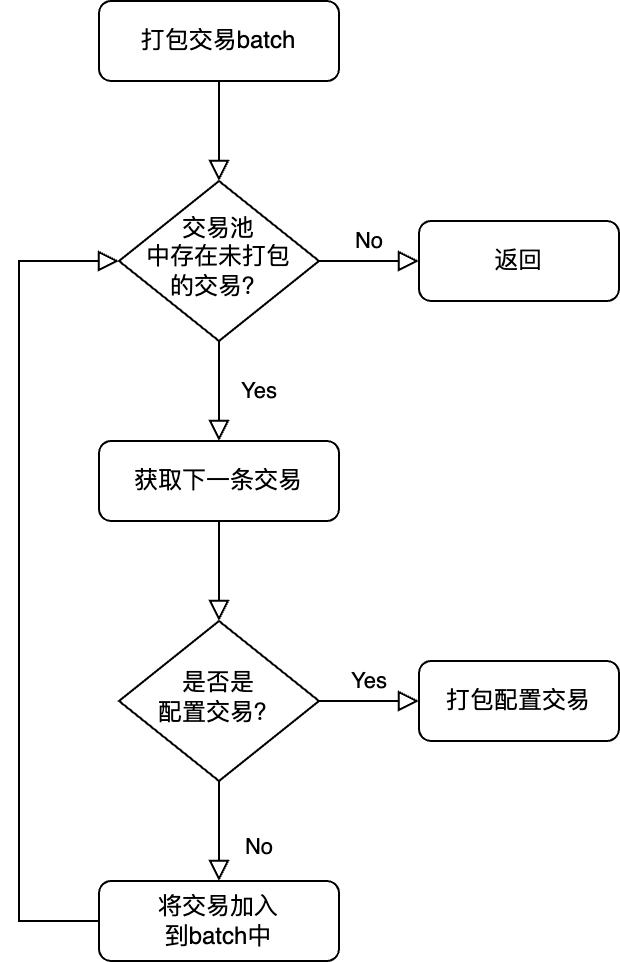 打包交易batch
交易池
中存在未打包
的交易?
No
返回
Yes
获取下一条交易
是否是
配置交易?
Yes
打包配置交易
No
将交易加入
到batch中